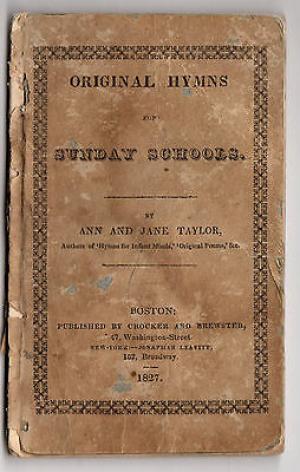 ORIGINAL HYMNS
FOR
SUNDAY SCHOOLS.
BY
ANN AND JANE TAYLOR,
Authors of 'Hymns for Infant Minds,' 'Original Poems,' &c.
BOSTON;
PUBLISHED BY CROCKER AND BREWSTER,
47, Washington-Street
NEW-YORK—JONATHAN LEAVITT,
182, Broadway.
1827.